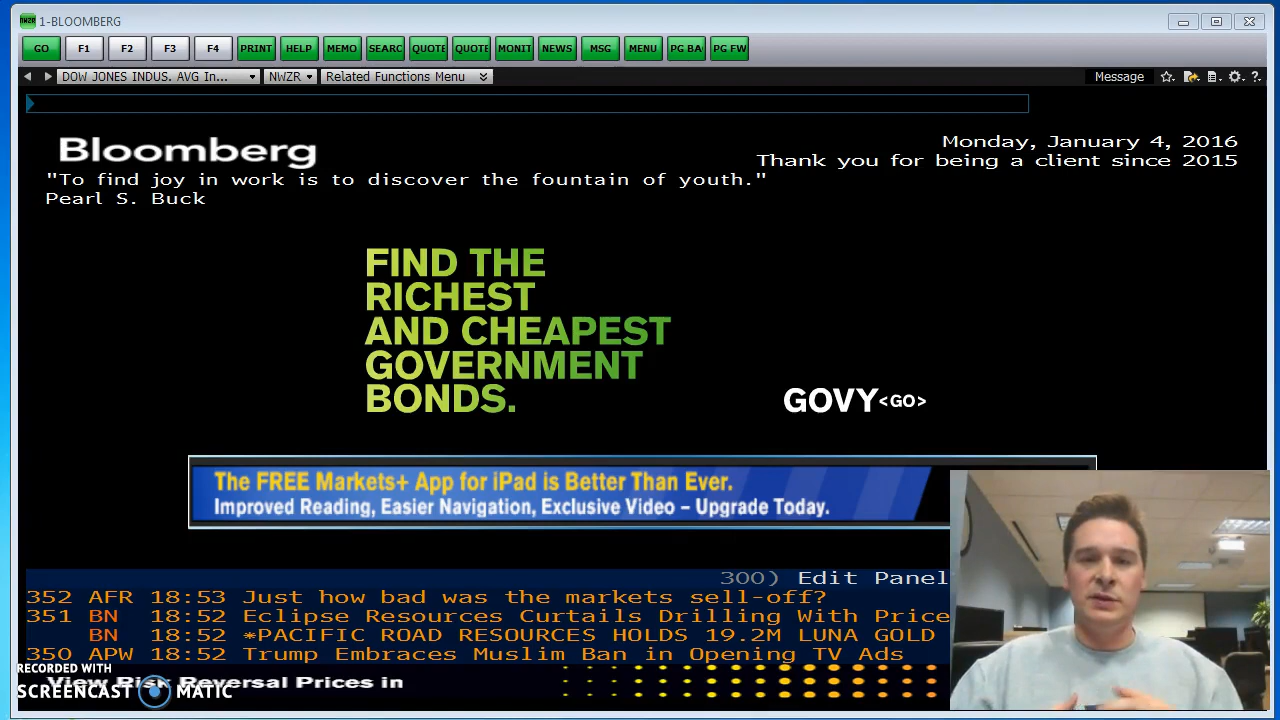 1-BLOOMBERG
GO F1 F2 F3 F4 PRINT HELP MEMO SEARC QUOTE QUOTE MONIT NEWS MSG MENU PG BA PG FW
DOW JONES INDUS. AVG In... NWZR Related Functions Menu Message
Bloomberg
Monday, January 4, 2016
Thank you for being a client since 2015
"To find joy in work is to discover the fountain of youth."
Pearl S. Buck
FIND THE
RICHEST
AND CHEAPEST
GOVERNMENT
BONDS.
GOVY<GO>
The FREE Markets+ App for iPad is Better Than Ever.
Improved Reading, Easier Navigation, Exclusive Video – Upgrade Today.
300) Edit Panel
352 AFR 18:53 Just how bad was the markets sell-off?
351 BN 18:52 Eclipse Resources Curtails Drilling With Price
BN 18:52 *PACIFIC ROAD RESOURCES HOLDS 19.2M LUNA GOLD
350 APW 18:52 Trump Embraces Muslim Ban in Opening TV Ads
View Risk Reversal Prices in
RECORDED WITH
SCREENCAST MATIC